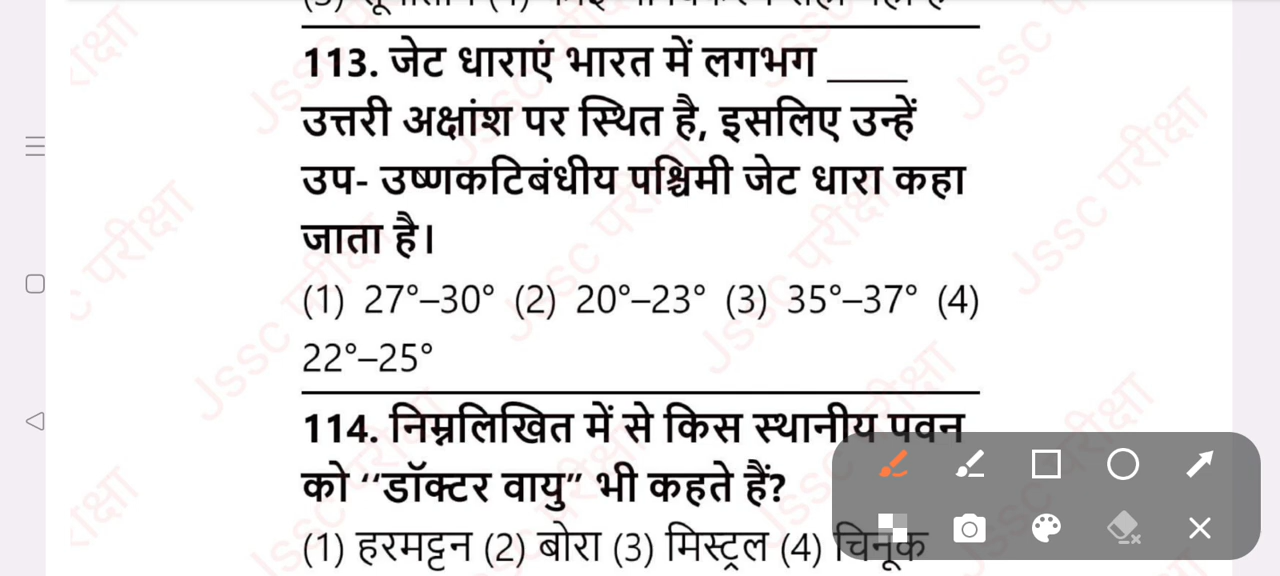 113. जेट धाराएं भारत में लगभग ____
उत्तरी अक्षांश पर स्थित है, इसलिए उन्हें
उप- उष्णकटिबंधीय पश्चिमी जेट धारा कहा
जाता है।
(1) 27°–30° (2) 20°–23° (3) 35°–37° (4)
22°–25°
114. निम्नलिखित में से किस स्थानीय पवन
को ‘‘डॉक्टर वायु” भी कहते हैं?
(1) हरमट्टन (2) बोरा (3) मिस्ट्रल (4) चिनूक
Jssc परीक्षा